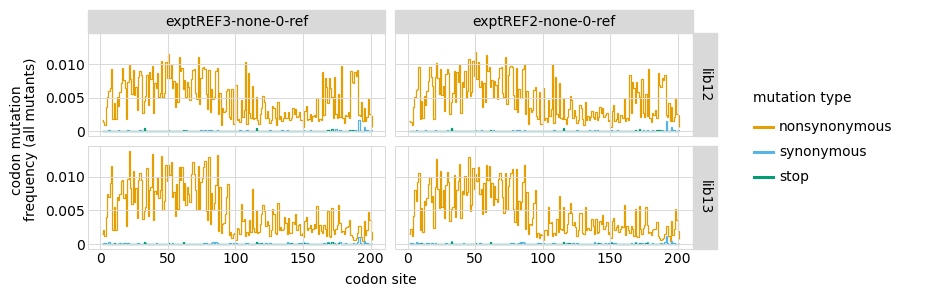 exptREF3-none-0-ref exptREF2-none-0-ref
codon mutation
frequency (all mutants)
0.010
0.005
0
lib12
0.010
0.005
0
lib13
0 50 100 150 200 0 50 100 150 200
codon site
mutation type
nonsynonymous
synonymous
stop